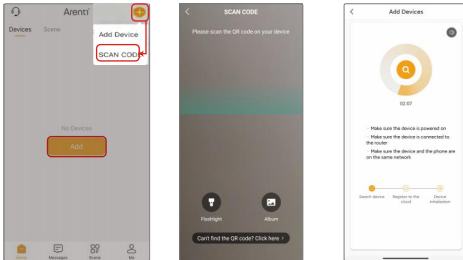 Arenti
Devices
Scene
Add Device
SCAN CODE
No Devices
Add
Home
Messages
Scene
Me
SCAN CODE
Please scan the QR code on your device
Flashlight
Album
Can't find the QR code? Click here >
Add Devices
02:07
· Make sure the device is powered on
· Make sure the device is connected to
the router
· Make sure the device and the phone are
on the same network
Search device
Register to the
cloud
Device
initialization